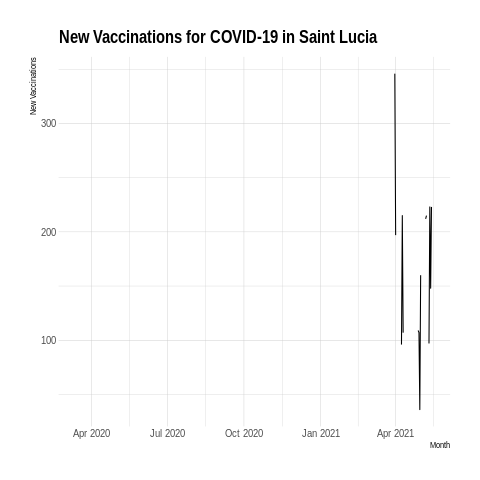 New Vaccinations for COVID-19 in Saint Lucia
New Vaccinations
300
200
100
Apr 2020 Jul 2020 Oct 2020 Jan 2021 Apr 2021
Month